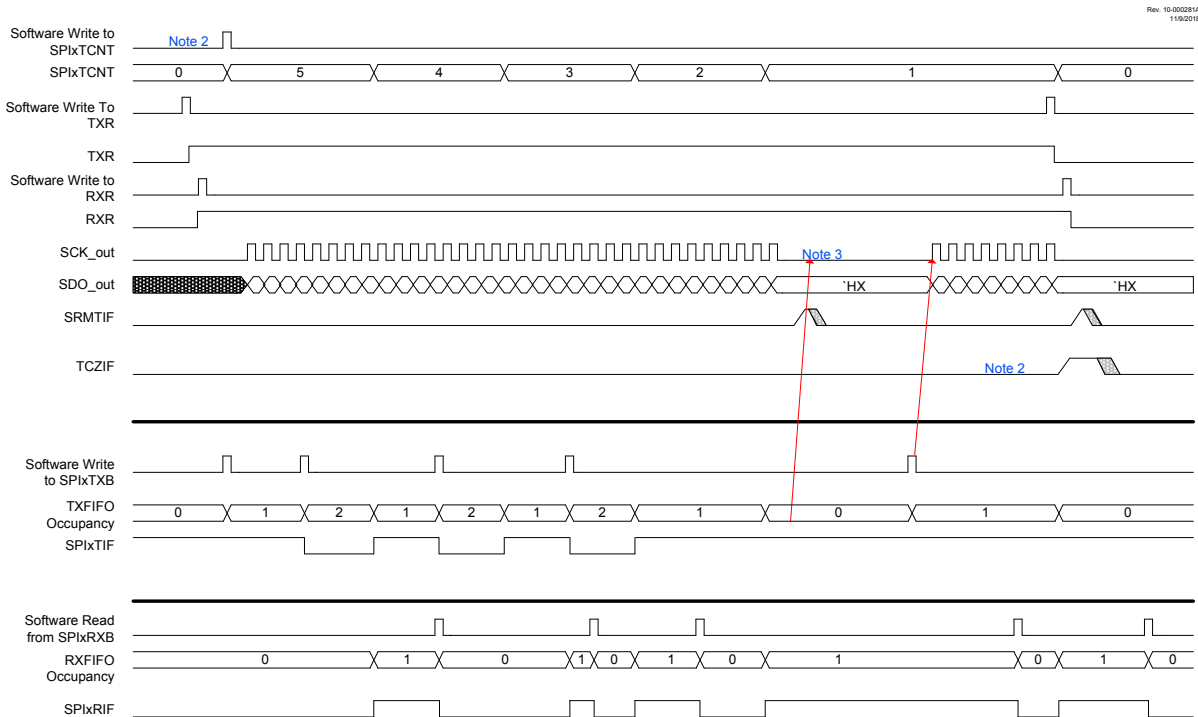 Rev. 10-000281A
11/9/2018
Software Write to
SPIxTCNT
Note 2
SPIxTCNT
0 5 4 3 2 1 0
Software Write To
TXR
TXR
Software Write to
RXR
RXR
SCK_out
Note 3
SDO_out
`HX `HX
SRMTIF
TCZIF
Note 2
Software Write
to SPIxTXB
TXFIFO
Occupancy
0 1 2 1 2 1 2 1 0 1 0
SPIxTIF
Software Read
from SPIxRXB
RXFIFO
Occupancy
0 1 0 1 0 1 0 1 0 1 0
SPIxRIF